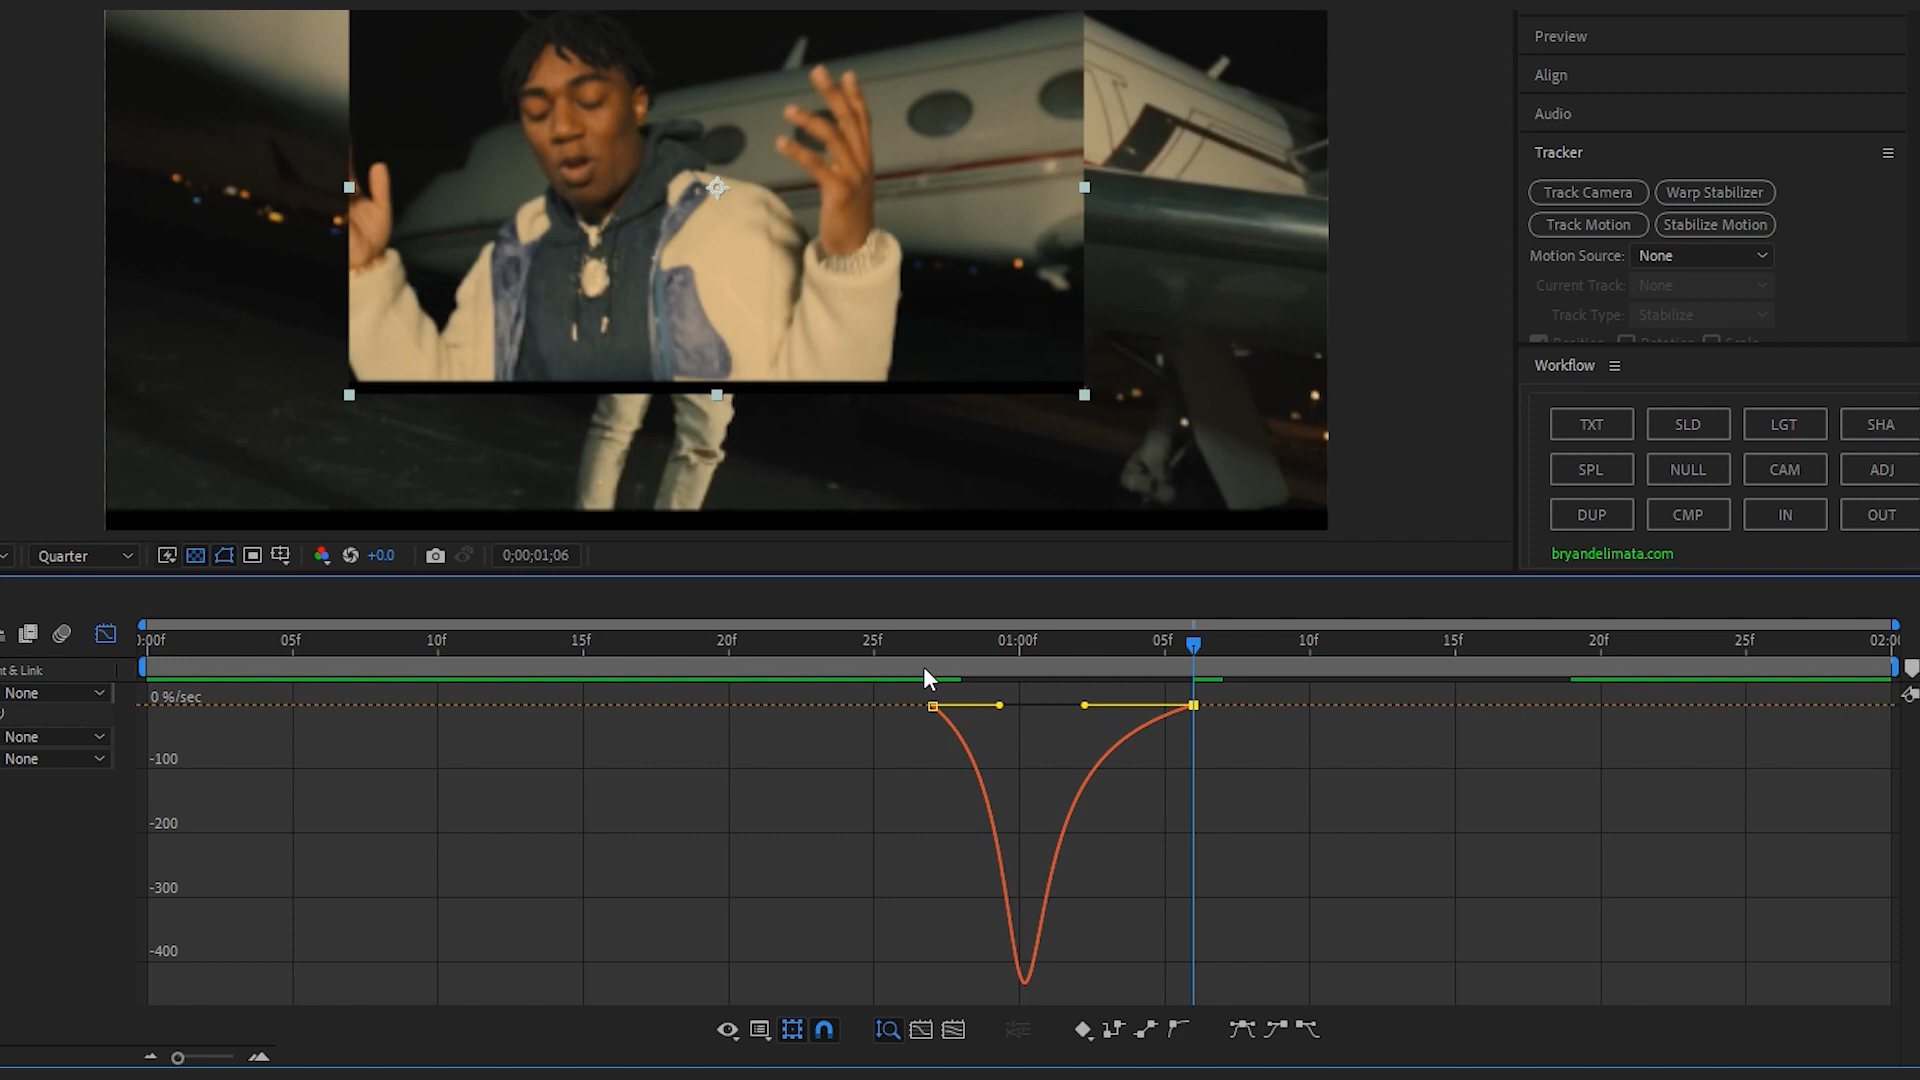 Preview
Align
Audio
Tracker
Track Camera Warp Stabilizer
Track Motion Stabilize Motion
Motion Source: None
Current Track: None
Track Type: Stabilize
Workflow
TXT SLD LGT SHA
SPL NULL CAM ADJ
DUP CMP IN OUT
bryandelimata.com
Quarter +0.0 0;00;01;06
:00f 05f 10f 15f 20f 25f 01:00f 05f 10f 15f 20f 25f 02:00
nt & Link
None
None
None
0 %/sec
-100
-200
-300
-400